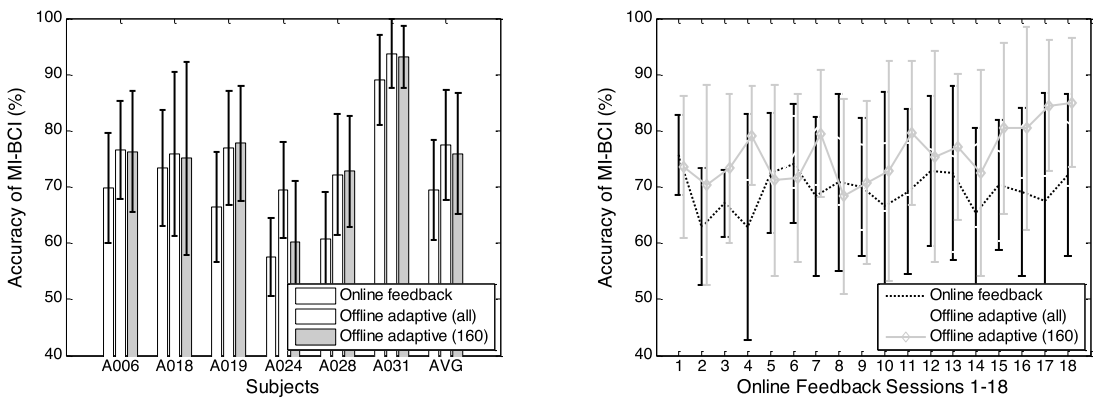 100
90
80
70
60
50
40
Accuracy of MI-BCI (%)
A006 A018 A019 A024 A028 A031 AVG
Subjects
Online feedback
Offline adaptive (all)
Offline adaptive (160)
100
90
80
70
60
50
40
Accuracy of MI-BCI (%)
1 2 3 4 5 6 7 8 9 10 11 12 13 14 15 16 17 18
Online Feedback Sessions 1-18
Online feedback
Offline adaptive (all)
Offline adaptive (160)